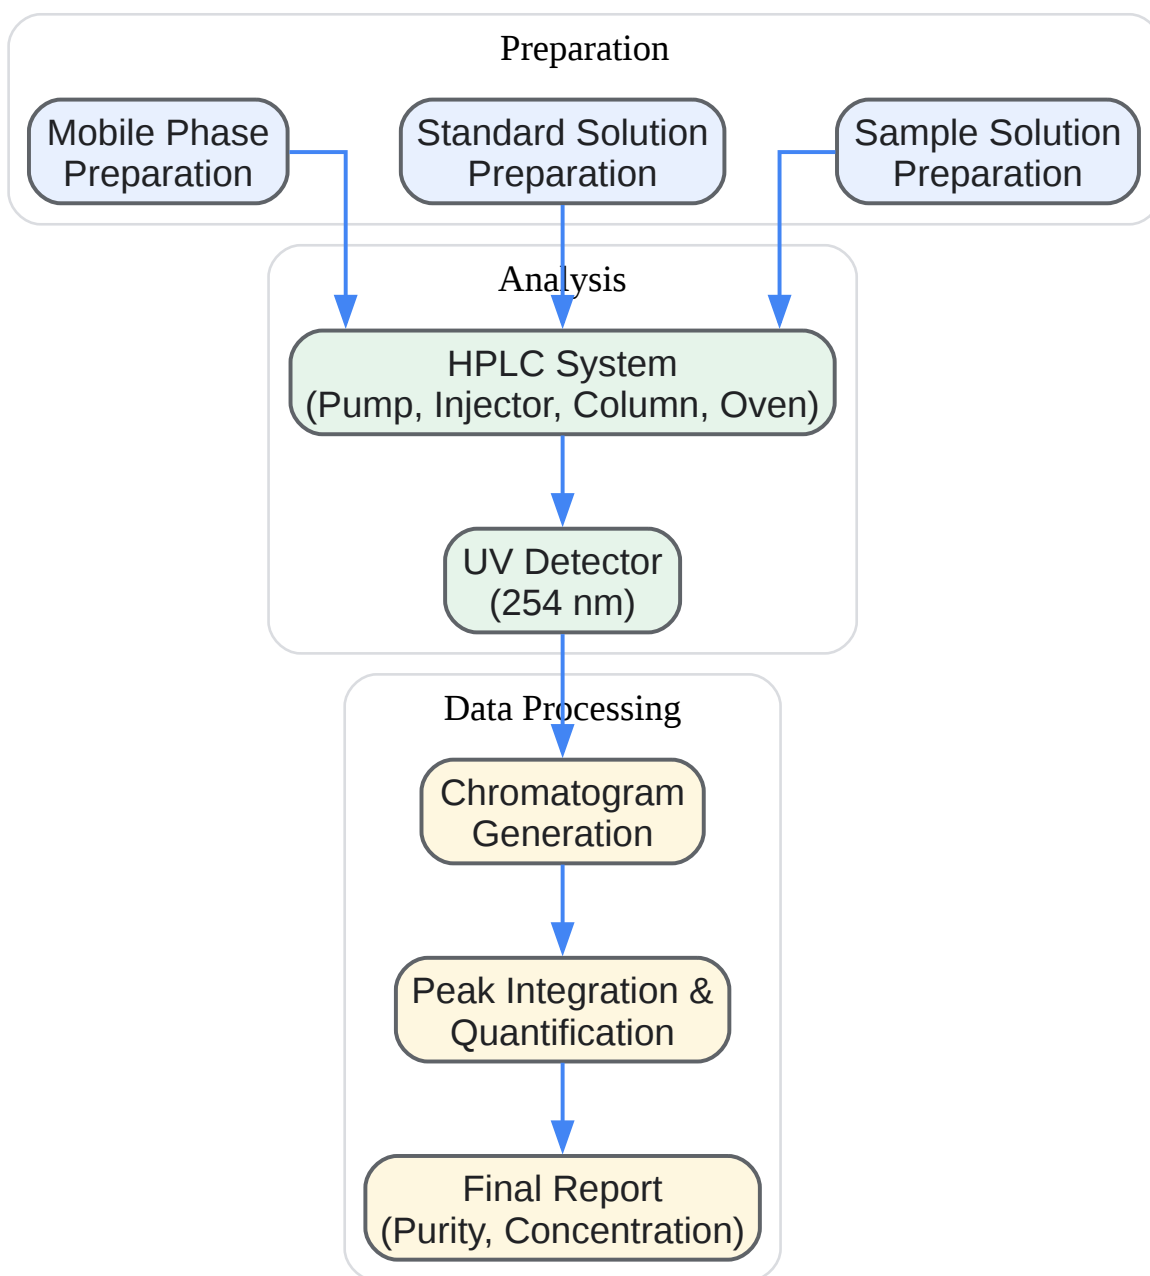 Preparation
Mobile Phase
Preparation
Standard Solution
Preparation
Sample Solution
Preparation
Analysis
HPLC System
(Pump, Injector, Column, Oven)
UV Detector
(254 nm)
Data Processing
Chromatogram
Generation
Peak Integration &
Quantification
Final Report
(Purity, Concentration)